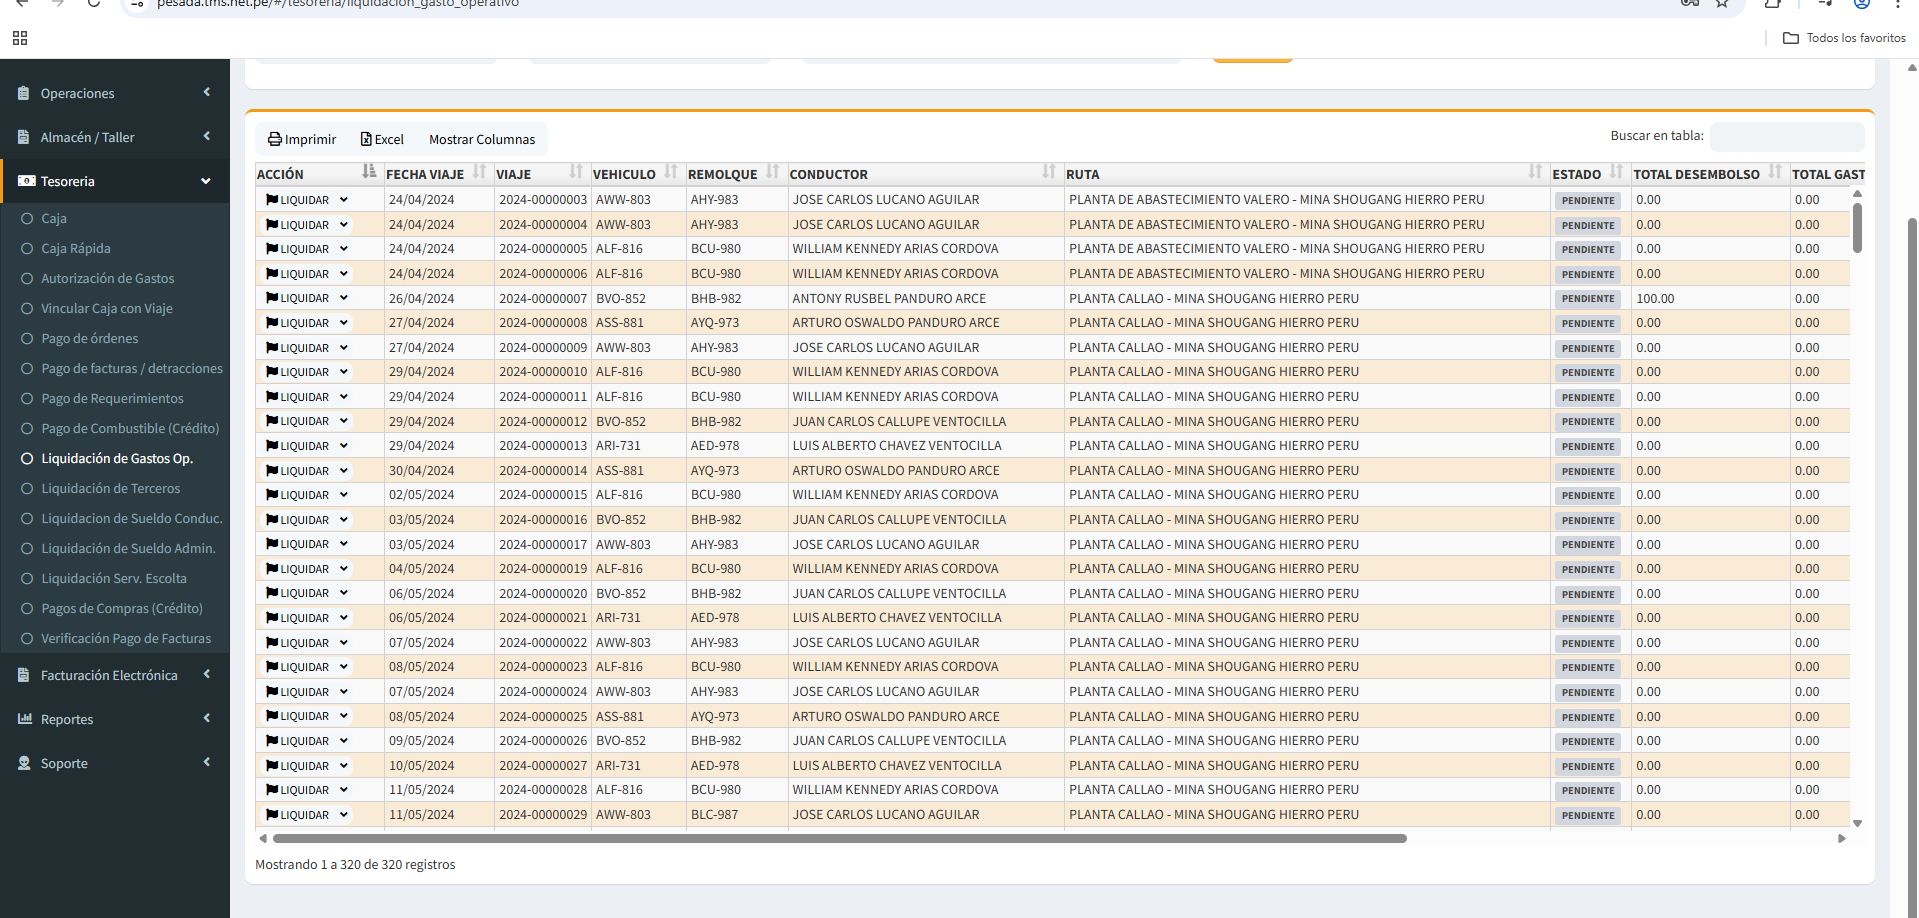 pesada.tms.net.pe/#/tesoreria/liquidacion_gasto_operativo
Todos los favoritos
Operaciones
Almacén / Taller
Tesoreria
Caja
Caja Rápida
Autorización de Gastos
Vincular Caja con Viaje
Pago de órdenes
Pago de facturas / detracciones
Pago de Requerimientos
Pago de Combustible (Crédito)
Liquidación de Gastos Op.
Liquidación de Terceros
Liquidacion de Sueldo Conduc.
Liquidación de Sueldo Admin.
Liquidación Serv. Escolta
Pagos de Compras (Crédito)
Verificación Pago de Facturas
Facturación Electrónica
Reportes
Soporte
Imprimir Excel Mostrar Columnas Buscar en tabla:
ACCIÓN FECHA VIAJE VIAJE VEHICULO REMOLQUE CONDUCTOR RUTA ESTADO TOTAL DESEMBOLSO TOTAL GAST
LIQUIDAR 24/04/2024 2024-00000003 AWW-803 AHY-983 JOSE CARLOS LUCANO AGUILAR PLANTA DE ABASTECIMIENTO VALERO - MINA SHOUGANG HIERRO PERU PENDIENTE 0.00 0.00
LIQUIDAR 24/04/2024 2024-00000004 AWW-803 AHY-983 JOSE CARLOS LUCANO AGUILAR PLANTA DE ABASTECIMIENTO VALERO - MINA SHOUGANG HIERRO PERU PENDIENTE 0.00 0.00
LIQUIDAR 24/04/2024 2024-00000005 ALF-816 BCU-980 WILLIAM KENNEDY ARIAS CORDOVA PLANTA DE ABASTECIMIENTO VALERO - MINA SHOUGANG HIERRO PERU PENDIENTE 0.00 0.00
LIQUIDAR 24/04/2024 2024-00000006 ALF-816 BCU-980 WILLIAM KENNEDY ARIAS CORDOVA PLANTA DE ABASTECIMIENTO VALERO - MINA SHOUGANG HIERRO PERU PENDIENTE 0.00 0.00
LIQUIDAR 26/04/2024 2024-00000007 BVO-852 BHB-982 ANTONY RUSBEL PANDURO ARCE PLANTA CALLAO - MINA SHOUGANG HIERRO PERU PENDIENTE 100.00 0.00
LIQUIDAR 27/04/2024 2024-00000008 ASS-881 AYQ-973 ARTURO OSWALDO PANDURO ARCE PLANTA CALLAO - MINA SHOUGANG HIERRO PERU PENDIENTE 0.00 0.00
LIQUIDAR 27/04/2024 2024-00000009 AWW-803 AHY-983 JOSE CARLOS LUCANO AGUILAR PLANTA CALLAO - MINA SHOUGANG HIERRO PERU PENDIENTE 0.00 0.00
LIQUIDAR 29/04/2024 2024-00000010 ALF-816 BCU-980 WILLIAM KENNEDY ARIAS CORDOVA PLANTA CALLAO - MINA SHOUGANG HIERRO PERU PENDIENTE 0.00 0.00
LIQUIDAR 29/04/2024 2024-00000011 ALF-816 BCU-980 WILLIAM KENNEDY ARIAS CORDOVA PLANTA CALLAO - MINA SHOUGANG HIERRO PERU PENDIENTE 0.00 0.00
LIQUIDAR 29/04/2024 2024-00000012 BVO-852 BHB-982 JUAN CARLOS CALLUPE VENTOCILLA PLANTA CALLAO - MINA SHOUGANG HIERRO PERU PENDIENTE 0.00 0.00
LIQUIDAR 29/04/2024 2024-00000013 ARI-731 AED-978 LUIS ALBERTO CHAVEZ VENTOCILLA PLANTA CALLAO - MINA SHOUGANG HIERRO PERU PENDIENTE 0.00 0.00
LIQUIDAR 30/04/2024 2024-00000014 ASS-881 AYQ-973 ARTURO OSWALDO PANDURO ARCE PLANTA CALLAO - MINA SHOUGANG HIERRO PERU PENDIENTE 0.00 0.00
LIQUIDAR 02/05/2024 2024-00000015 ALF-816 BCU-980 WILLIAM KENNEDY ARIAS CORDOVA PLANTA CALLAO - MINA SHOUGANG HIERRO PERU PENDIENTE 0.00 0.00
LIQUIDAR 03/05/2024 2024-00000016 BVO-852 BHB-982 JUAN CARLOS CALLUPE VENTOCILLA PLANTA CALLAO - MINA SHOUGANG HIERRO PERU PENDIENTE 0.00 0.00
LIQUIDAR 03/05/2024 2024-00000017 AWW-803 AHY-983 JOSE CARLOS LUCANO AGUILAR PLANTA CALLAO - MINA SHOUGANG HIERRO PERU PENDIENTE 0.00 0.00
LIQUIDAR 04/05/2024 2024-00000019 ALF-816 BCU-980 WILLIAM KENNEDY ARIAS CORDOVA PLANTA CALLAO - MINA SHOUGANG HIERRO PERU PENDIENTE 0.00 0.00
LIQUIDAR 06/05/2024 2024-00000020 BVO-852 BHB-982 JUAN CARLOS CALLUPE VENTOCILLA PLANTA CALLAO - MINA SHOUGANG HIERRO PERU PENDIENTE 0.00 0.00
LIQUIDAR 06/05/2024 2024-00000021 ARI-731 AED-978 LUIS ALBERTO CHAVEZ VENTOCILLA PLANTA CALLAO - MINA SHOUGANG HIERRO PERU PENDIENTE 0.00 0.00
LIQUIDAR 07/05/2024 2024-00000022 AWW-803 AHY-983 JOSE CARLOS LUCANO AGUILAR PLANTA CALLAO - MINA SHOUGANG HIERRO PERU PENDIENTE 0.00 0.00
LIQUIDAR 08/05/2024 2024-00000023 ALF-816 BCU-980 WILLIAM KENNEDY ARIAS CORDOVA PLANTA CALLAO - MINA SHOUGANG HIERRO PERU PENDIENTE 0.00 0.00
LIQUIDAR 07/05/2024 2024-00000024 AWW-803 AHY-983 JOSE CARLOS LUCANO AGUILAR PLANTA CALLAO - MINA SHOUGANG HIERRO PERU PENDIENTE 0.00 0.00
LIQUIDAR 08/05/2024 2024-00000025 ASS-881 AYQ-973 ARTURO OSWALDO PANDURO ARCE PLANTA CALLAO - MINA SHOUGANG HIERRO PERU PENDIENTE 0.00 0.00
LIQUIDAR 09/05/2024 2024-00000026 BVO-852 BHB-982 JUAN CARLOS CALLUPE VENTOCILLA PLANTA CALLAO - MINA SHOUGANG HIERRO PERU PENDIENTE 0.00 0.00
LIQUIDAR 10/05/2024 2024-00000027 ARI-731 AED-978 LUIS ALBERTO CHAVEZ VENTOCILLA PLANTA CALLAO - MINA SHOUGANG HIERRO PERU PENDIENTE 0.00 0.00
LIQUIDAR 11/05/2024 2024-00000028 ALF-816 BCU-980 WILLIAM KENNEDY ARIAS CORDOVA PLANTA CALLAO - MINA SHOUGANG HIERRO PERU PENDIENTE 0.00 0.00
LIQUIDAR 11/05/2024 2024-00000029 AWW-803 BLC-987 JOSE CARLOS LUCANO AGUILAR PLANTA CALLAO - MINA SHOUGANG HIERRO PERU PENDIENTE 0.00 0.00
Mostrando 1 a 320 de 320 registros